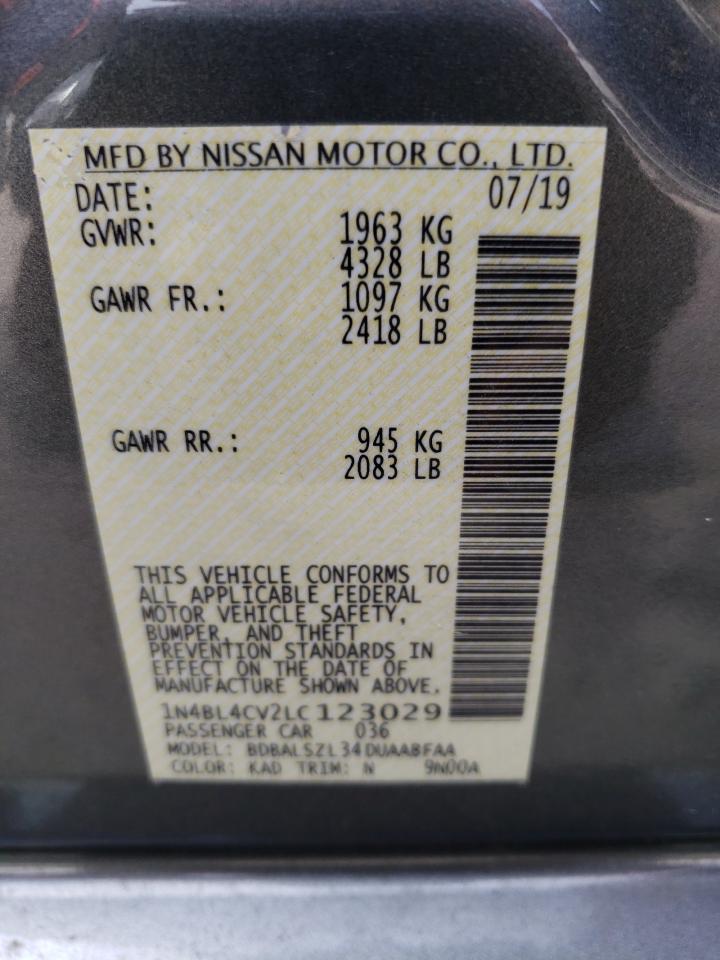 MFD BY NISSAN MOTOR CO., LTD.
DATE: 07/19
GVWR: 1963 KG
4328 LB
GAWR FR.: 1097 KG
2418 LB
GAWR RR.: 945 KG
2083 LB
THIS VEHICLE CONFORMS TO
ALL APPLICABLE FEDERAL
MOTOR VEHICLE SAFETY,
BUMPER, AND THEFT
PREVENTION STANDARDS IN
EFFECT ON THE DATE OF
MANUFACTURE SHOWN ABOVE.
1N4BL4CV2LC123029
PASSENGER CAR 036
MODEL: BDBALSZL34DUAABFAA
COLOR: KAD TRIM: N 9N00A